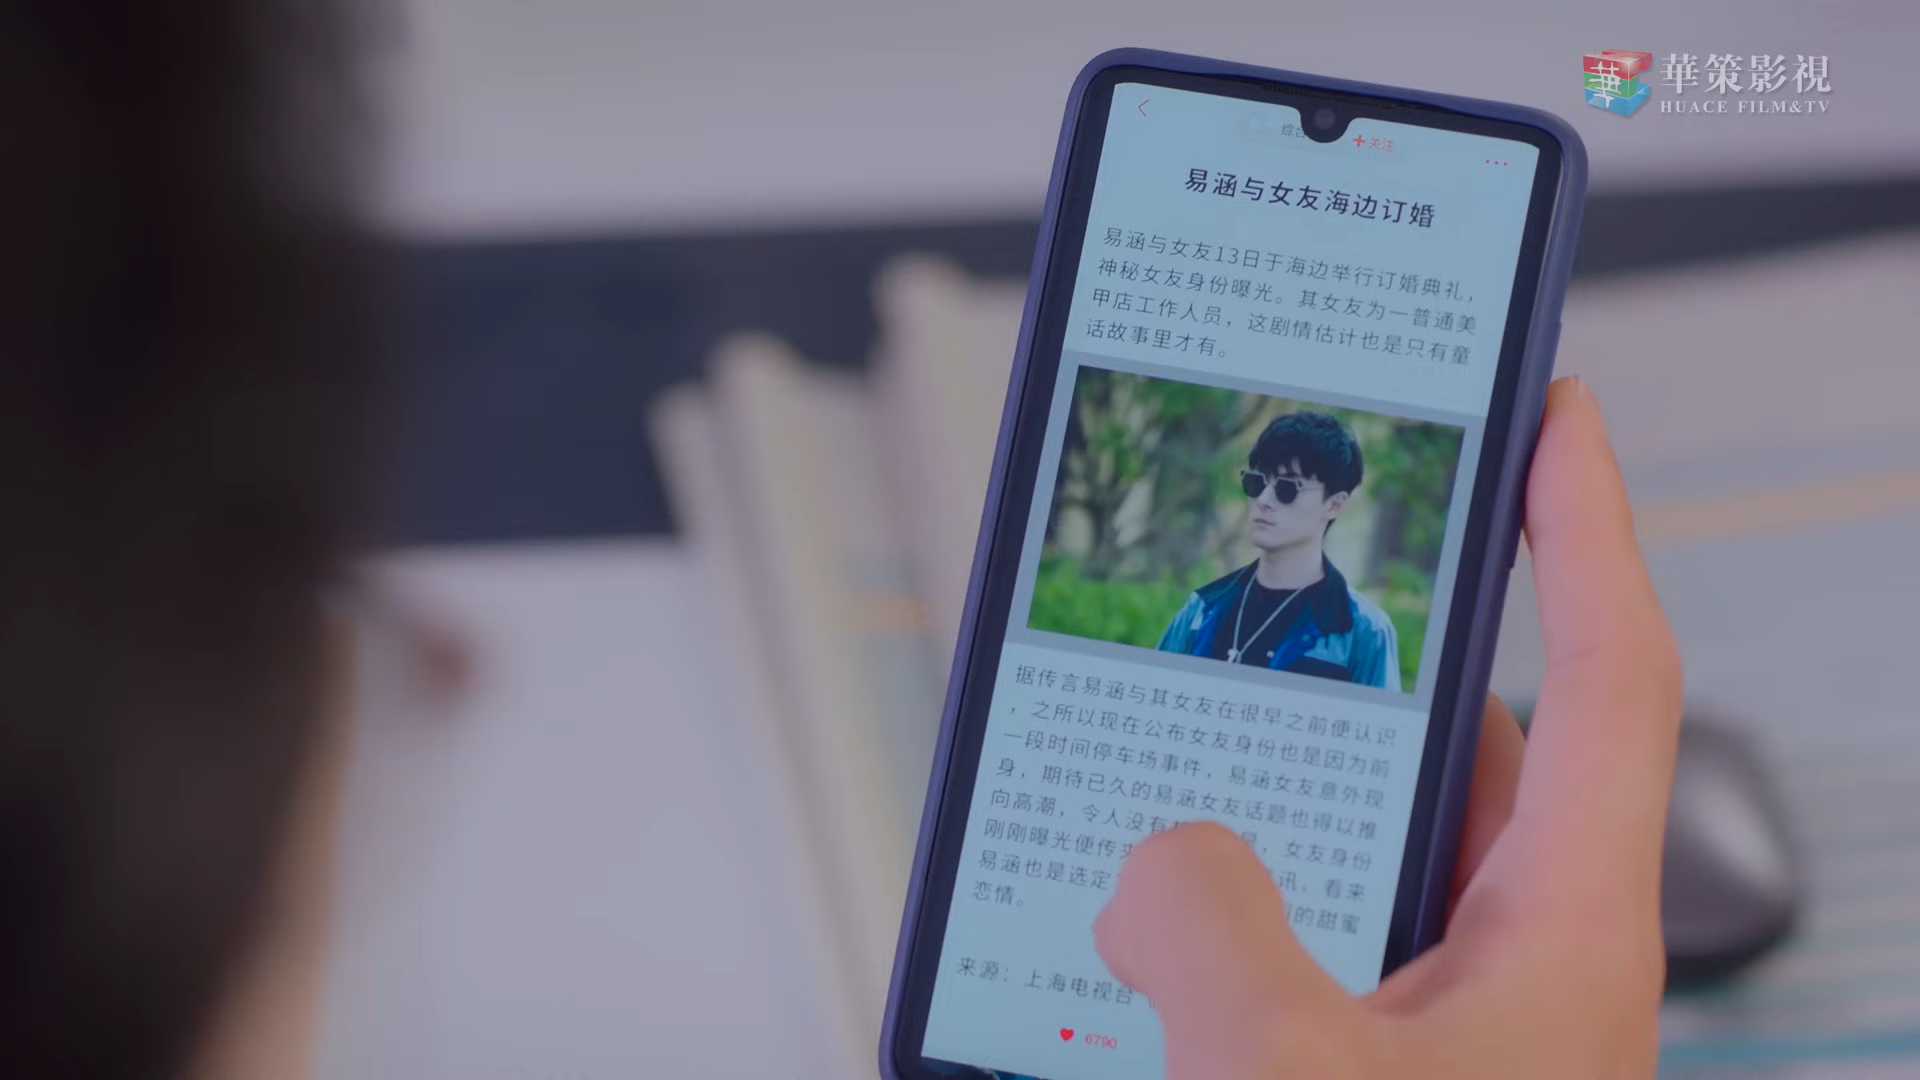 華策影視
HUACE FILM&TV
综合
+关注
易涵与女友海边订婚
易涵与女友13日于海边举行订婚典礼，
神秘女友身份曝光。其女友为一普通美
甲店工作人员，这剧情估计也是只有童
话故事里才有。
据传言易涵与其女友在很早之前便认识
，之所以现在公布女友身份也是因为前
一段时间停车场事件，易涵女友意外现
身，期待已久的易涵女友话题也得以推
向高潮，令人没有 是，女友身份
刚刚曝光便传来 讯，看来
易涵也是选定 的甜蜜
恋情。
来源：上海电视台
6790